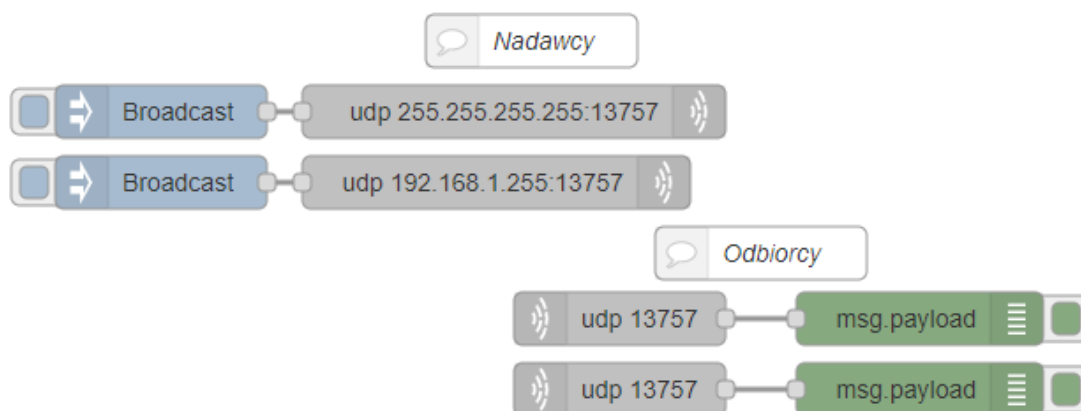 Nadawcy
Broadcast
udp 255.255.255.255:13757
Broadcast
udp 192.168.1.255:13757
Odbiorcy
udp 13757
msg.payload
udp 13757
msg.payload